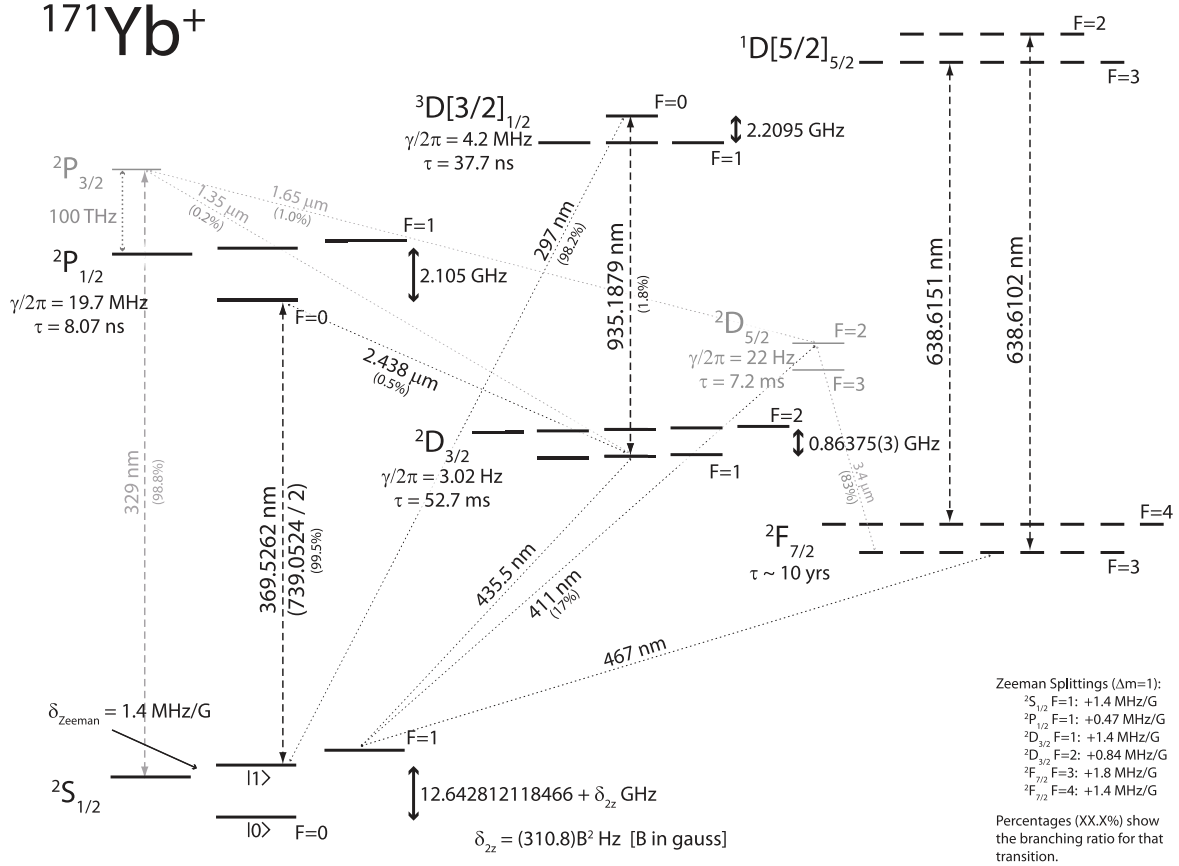 171Yb+
1D[5/2]5/2
F=2
F=3
3D[3/2]1/2
γ/2π = 4.2 MHz
τ = 37.7 ns
F=0
F=1
2.2095 GHz
2P3/2
100 THz
1.35 μm
(0.2%)
1.65 μm
(1.0%)
2P1/2
γ/2π = 19.7 MHz
τ = 8.07 ns
F=1
2.105 GHz
F=0
297 nm
(98.2%)
935.1879 nm
(1.8%)
638.6151 nm
638.6102 nm
2D5/2
γ/2π = 22 Hz
τ = 7.2 ms
F=2
F=3
2.438 μm
(0.5%)
2D3/2
γ/2π = 3.02 Hz
τ = 52.7 ms
F=2
F=1
0.86375(3) GHz
3.4 μm
(83%)
329 nm
(98.8%)
369.5262 nm
(739.0524 / 2)
(99.5%)
435.5 nm
411 nm
(17%)
467 nm
2F7/2
τ ~ 10 yrs
F=4
F=3
δZeeman = 1.4 MHz/G
2S1/2
|1>
|0>
F=1
F=0
12.642812118466 + δ2z GHz
δ2z = (310.8)B² Hz [B in gauss]
Zeeman Splittings (Δm=1):
2S1/2 F=1: +1.4 MHz/G
2P1/2 F=1: +0.47 MHz/G
2D3/2 F=1: +1.4 MHz/G
2D3/2 F=2: +0.84 MHz/G
2F7/2 F=3: +1.8 MHz/G
2F7/2 F=4: +1.4 MHz/G
Percentages (XX.X%) show
the branching ratio for that
transition.